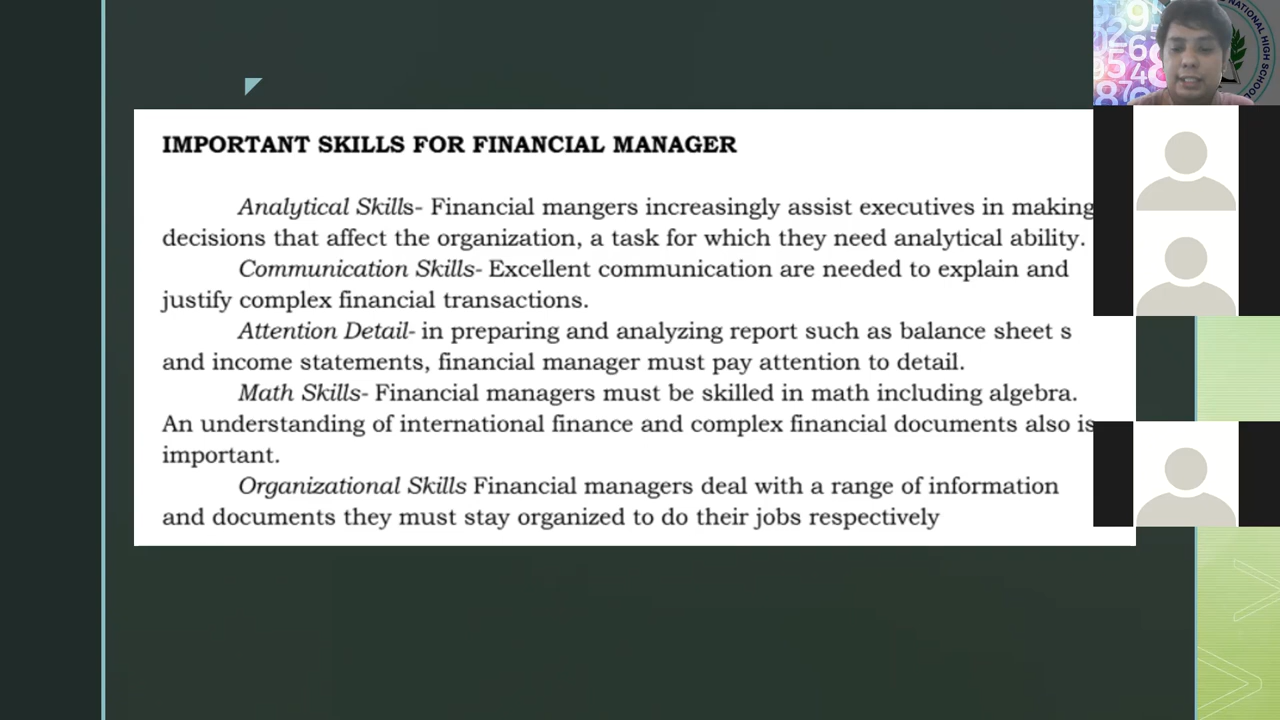 IMPORTANT SKILLS FOR FINANCIAL MANAGER
Analytical Skills- Financial mangers increasingly assist executives in making
decisions that affect the organization, a task for which they need analytical ability.
Communication Skills- Excellent communication are needed to explain and
justify complex financial transactions.
Attention Detail- in preparing and analyzing report such as balance sheet s
and income statements, financial manager must pay attention to detail.
Math Skills- Financial managers must be skilled in math including algebra.
An understanding of international finance and complex financial documents also is
important.
Organizational Skills Financial managers deal with a range of information
and documents they must stay organized to do their jobs respectively
NATIONAL HIGH SCHOOL